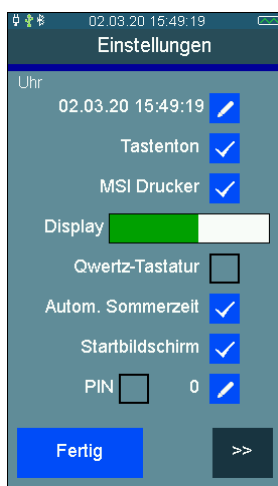 02.03.20 15:49:19
Einstellungen
Uhr
02.03.20 15:49:19
Tastenton
MSI Drucker
Display
Qwertz-Tastatur
Autom. Sommerzeit
Startbildschirm
PIN 0
Fertig >>